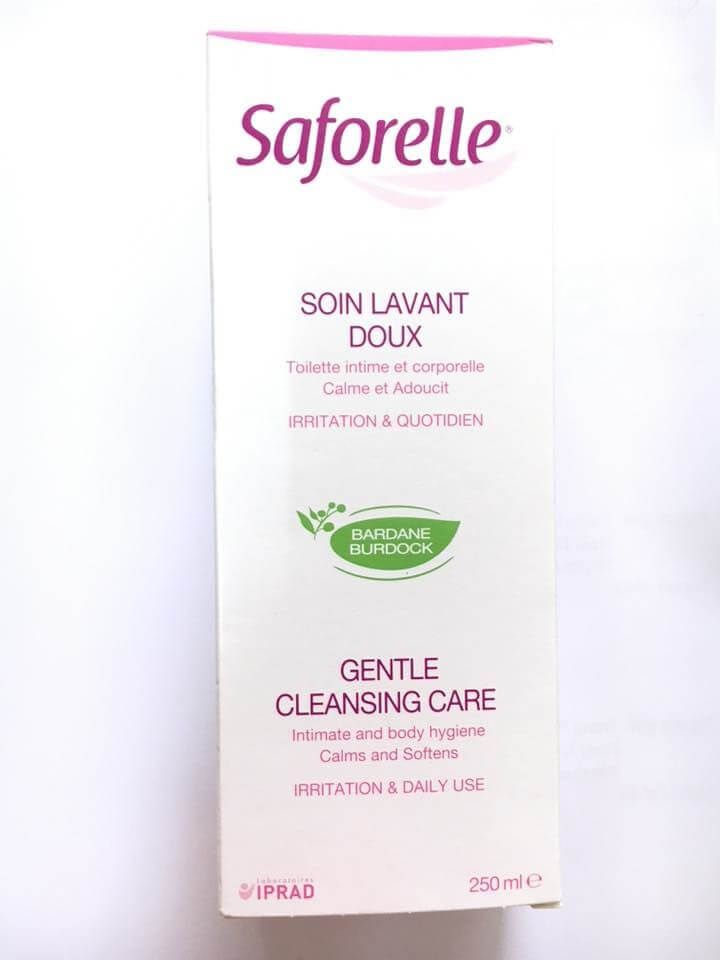 Saforelle®
SOIN LAVANT
DOUX
Toilette intime et corporelle
Calme et Adoucit
IRRITATION & QUOTIDIEN
BARDANE
BURDOCK
GENTLE
CLEANSING CARE
Intimate and body hygiene
Calms and Softens
IRRITATION & DAILY USE
laboratoires
IPRAD
250 ml ℮